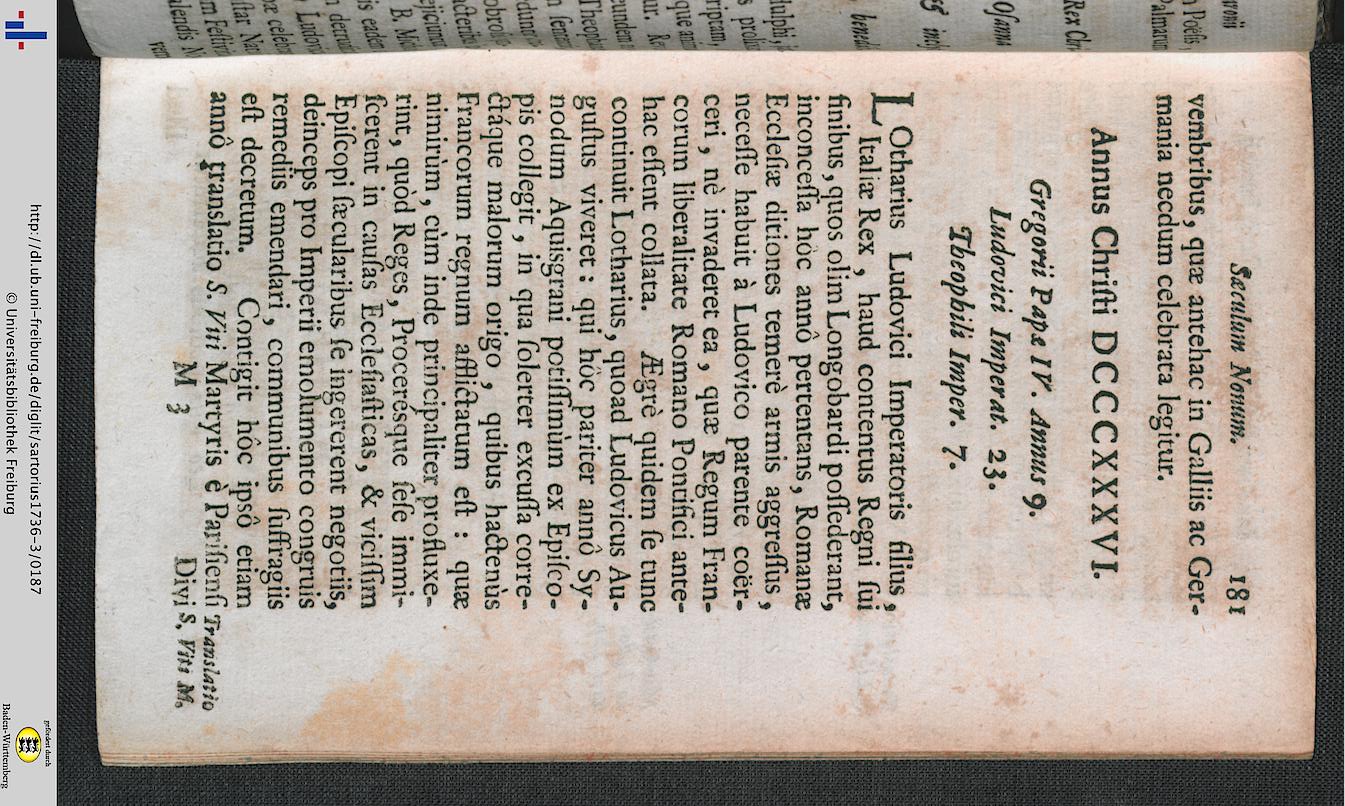 Sæculum Nonum. 181
vembribus, quæ antehac in Galliis ac Ger-
mania necdum celebrata legitur.
Annus Chriſti DCCCXXXVI.
Gregorii Papæ IV. Annus 9.
Ludovici Imperat. 23.
Theophili Imper. 7.
LOtharius Ludovici Imperatoris filius,
Italiæ Rex, haud contentus Regni ſui
finibus, quos olim Longobardi poſſederant,
inconceſſa hôc annô pertentans, Romanæ
Eccleſiæ ditiones temerè armis aggreſſus,
neceſſe habuit à Ludovico parente coër-
ceri, nè invaderet ea, quæ Regum Fran-
corum liberalitate Romano Pontifici ante-
hac eſſent collata. Ægrè quidem ſe tunc
continuit Lotharius, quoad Ludovicus Au-
guſtus viveret: qui hôc pariter annô Sy-
nodum Aquisgrani potiſſimùm ex Epiſco-
pis collegit, in qua ſolerter excuſſa corre-
ctáque malorum origo, quibus hactenùs
Francorum regnum afflictatum eſt: quæ
nimirùm, cùm inde principaliter profluxe-
rint, quòd Reges, Procereſque ſeſe immi-
ſcerent in cauſas Eccleſiaſticas, & viciſſim
Epiſcopi ſæcularibus ſe ingererent negotiis,
deinceps pro Imperii emolumento congruis
remediis emendari, communibus ſuffragiis
eſt decretum. Contigit hôc ipsô etiam
annô translatio S. Viti Martyris è Pariſienſi
Translatio
S. Viti M.
M 3 Divi
http://dl.ub.uni-freiburg.de/diglit/sartorius1736-3/0187
© Universitätsbibliothek Freiburg
gefördert durch
Baden-Württemberg